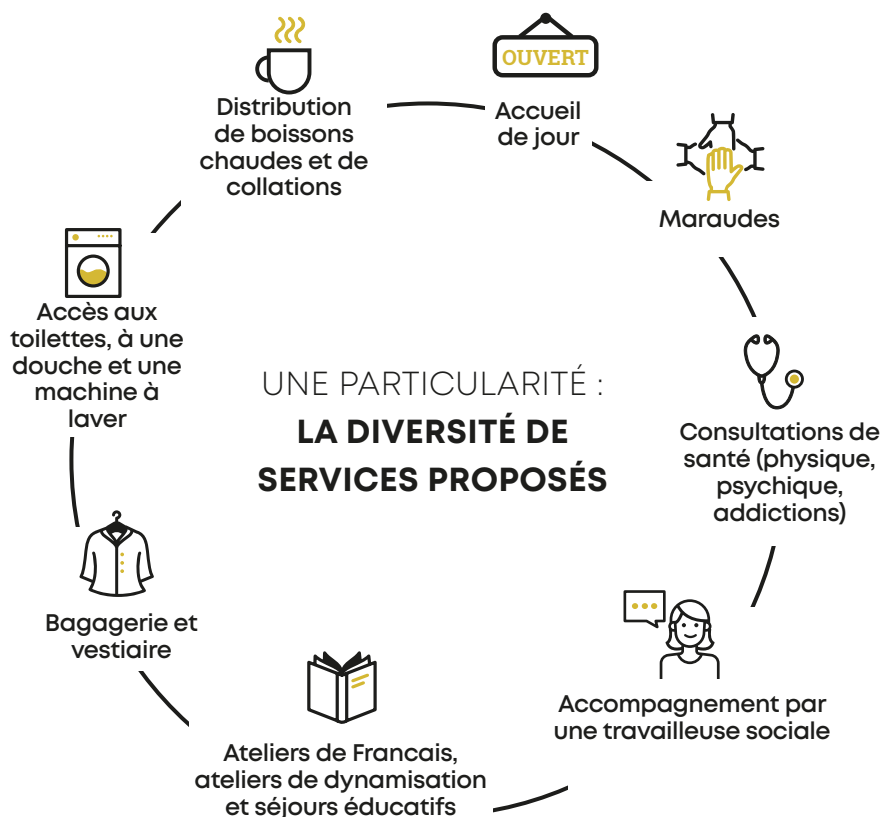 OUVERT
Accueil
de jour
Maraudes
Consultations de
santé (physique,
psychique,
addictions)
Accompagnement par
une travailleuse sociale
Ateliers de Francais,
ateliers de dynamisation
et séjours éducatifs
Bagagerie et
vestiaire
Accès aux
toilettes, à une
douche et une
machine à
laver
Distribution
de boissons
chaudes et de
collations
UNE PARTICULARITÉ :
LA DIVERSITÉ DE
SERVICES PROPOSÉS